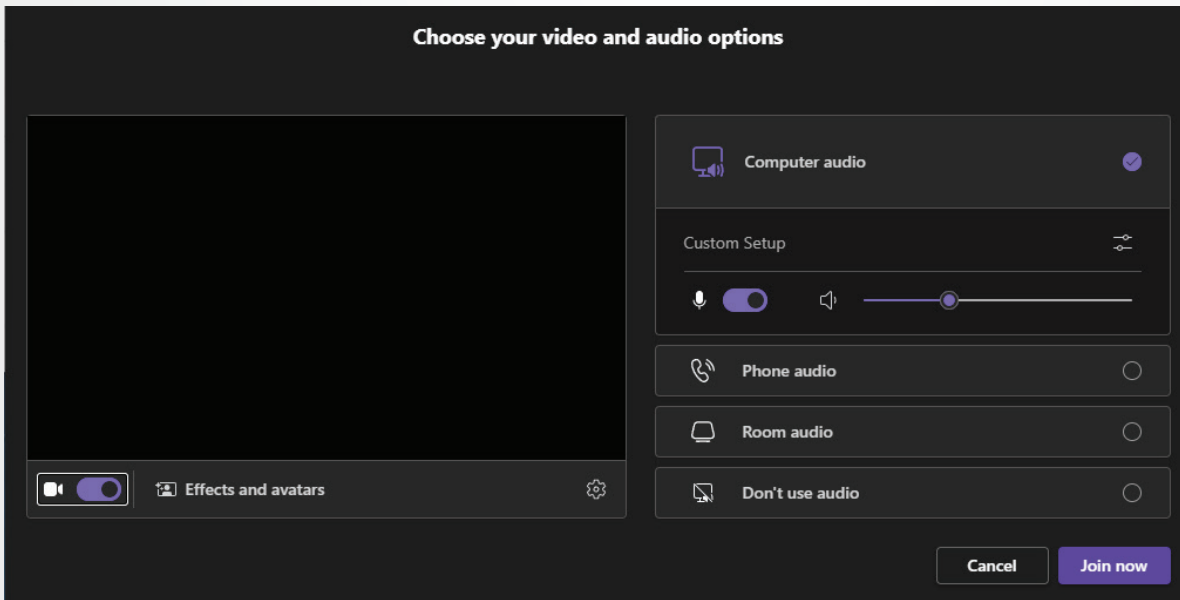 Choose your video and audio options
Computer audio
Custom Setup
Phone audio
Room audio
Effects and avatars
Don't use audio
Cancel
Join now